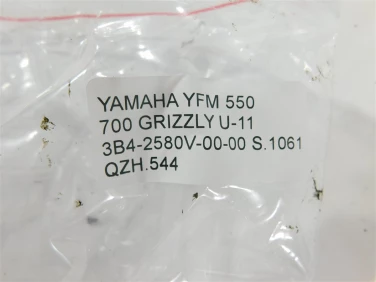 YAMAHA YFM 550
700 GRIZZLY U-11
3B4-2580V-00-00 S.1061
QZH.544